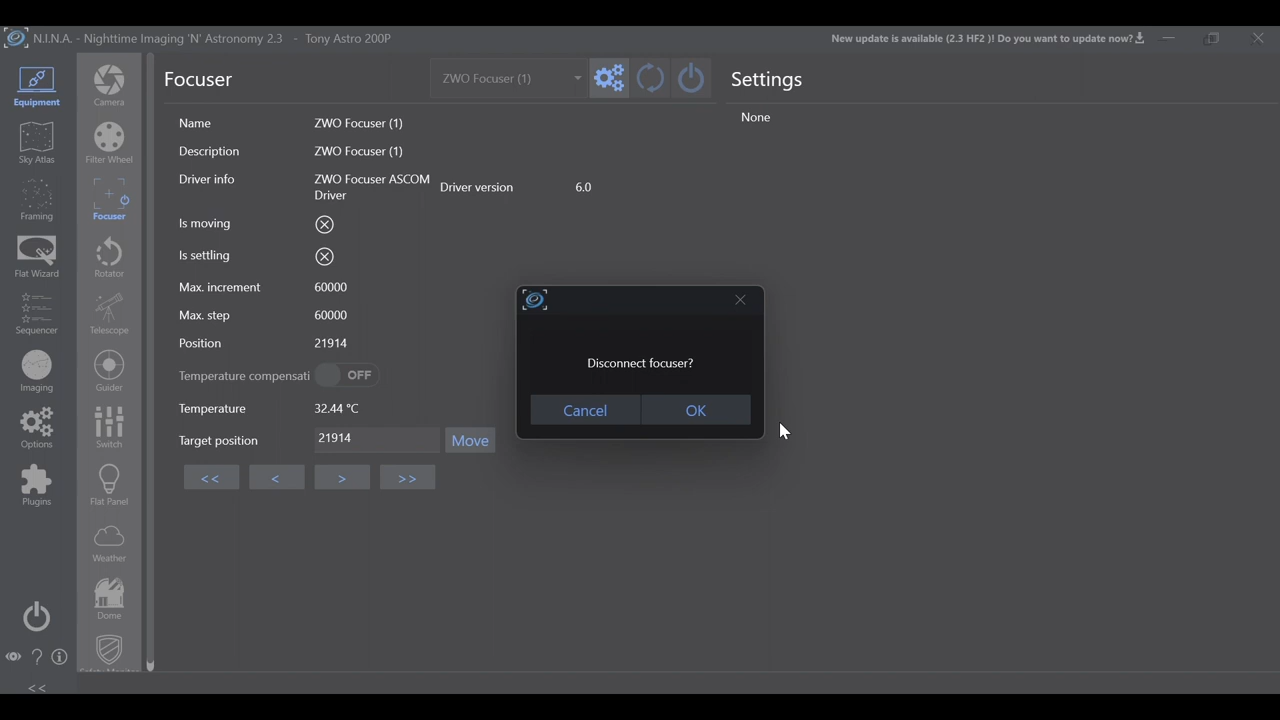 N.I.N.A. - Nighttime Imaging 'N' Astronomy 2.3 - Tony Astro 200P
New update is available (2.3 HF2 )! Do you want to update now?
Equipment
Sky Atlas
Framing
Flat Wizard
Sequencer
Imaging
Options
Plugins
?
<<
Camera
Filter Wheel
Focuser
Rotator
Telescope
Guider
Switch
Flat Panel
Weather
Dome
Safety Monitor
Focuser
ZWO Focuser (1)
Name ZWO Focuser (1)
Description ZWO Focuser (1)
Driver info ZWO Focuser ASCOM
Driver
Driver version 6.0
Is moving
Is settling
Max. increment 60000
Max. step 60000
Position 21914
Temperature compensati OFF
Temperature 32.44 °C
Target position 21914 Move
<< < > >>
Settings
None
Disconnect focuser?
Cancel OK